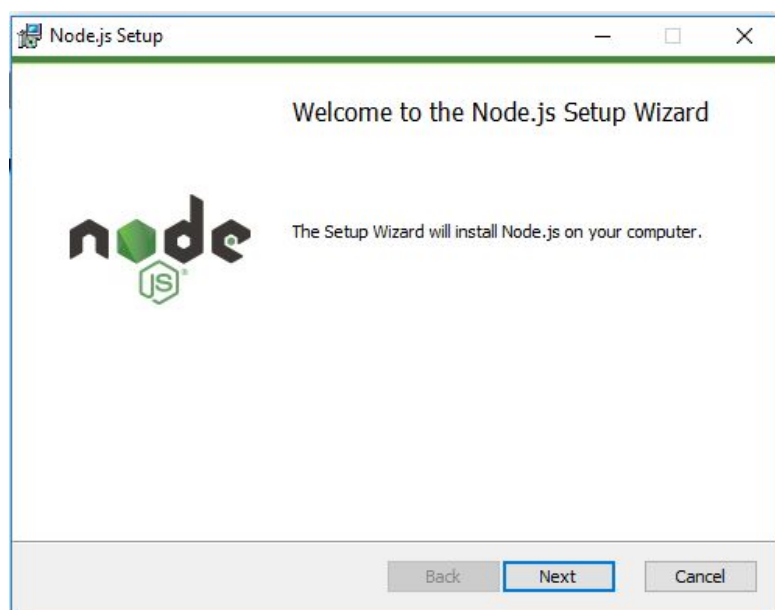 Node.js Setup
Welcome to the Node.js Setup Wizard
node
JS
The Setup Wizard will install Node.js on your computer.
Back Next Cancel